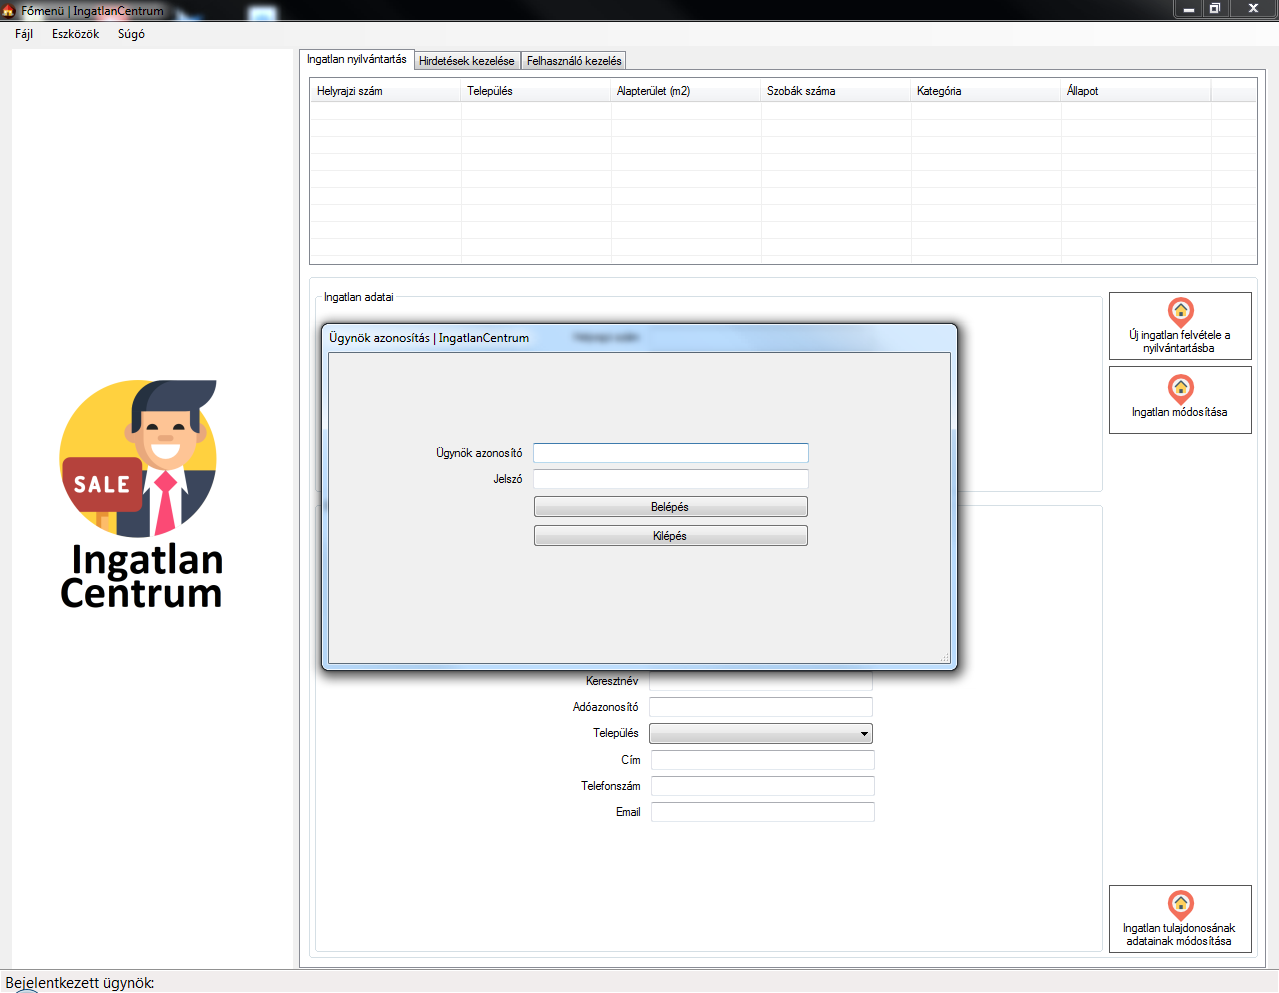 Főmenü | IngatlanCentrum
Fájl Eszközök Súgó
Ingatlan nyilvántartás Hirdetések kezelése Felhasználó kezelés
Helyrajzi szám Település Alapterület (m2) Szobák száma Kategória Állapot
Ingatlan adatai
Új ingatlan felvétele a
nyilvántartásba
Ingatlan módosítása
Ügynök azonosítás | IngatlanCentrum
Helyrajzi szám
Ügynök azonosító
Jelszó
Belépés
Kilépés
SALE
Ingatlan
Centrum
Keresztnév
Adóazonosító
Település
Cím
Telefonszám
Email
Ingatlan tulajdonosának
adatainak módosítása
Bejelentkezett ügynök: